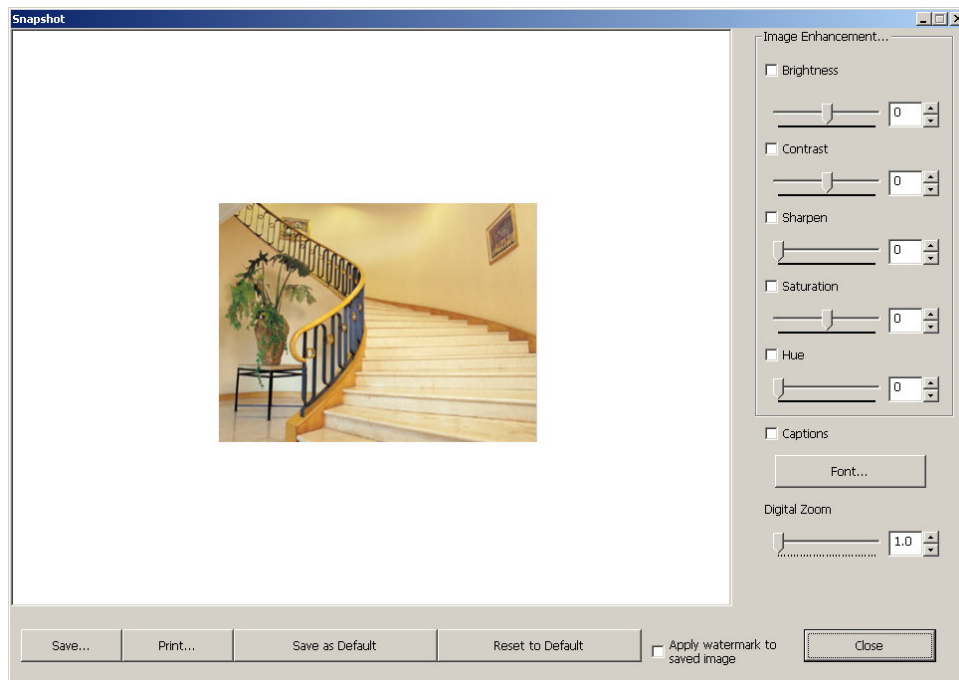 Snapshot
Image Enhancement...
Brightness
0
Contrast
0
Sharpen
0
Saturation
0
Hue
0
Captions
Font...
Digital Zoom
1.0
Save...
Print...
Save as Default
Reset to Default
Apply watermark to
saved image
Close